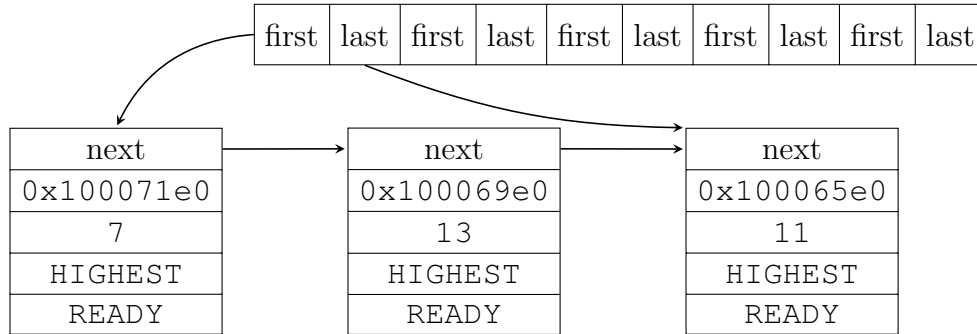 first last first last first last first last first last
next next next
0x100071e0 0x100069e0 0x100065e0
7 13 11
HIGHEST HIGHEST HIGHEST
READY READY READY